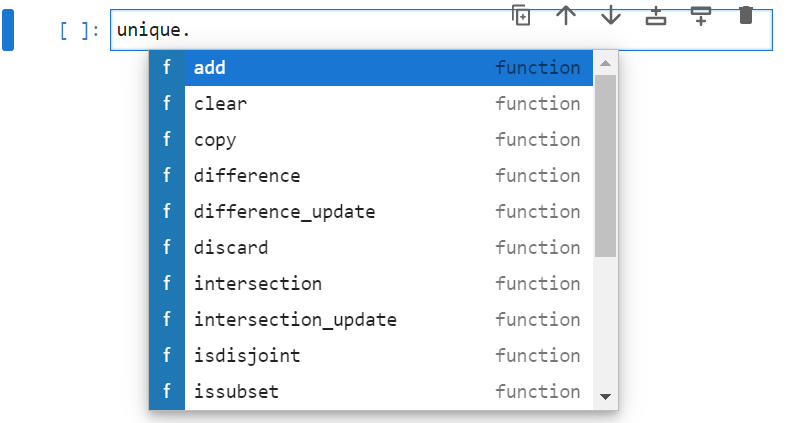 [ ]: unique.
f add function
f clear function
f copy function
f difference function
f difference_update function
f discard function
f intersection function
f intersection_update function
f isdisjoint function
f issubset function